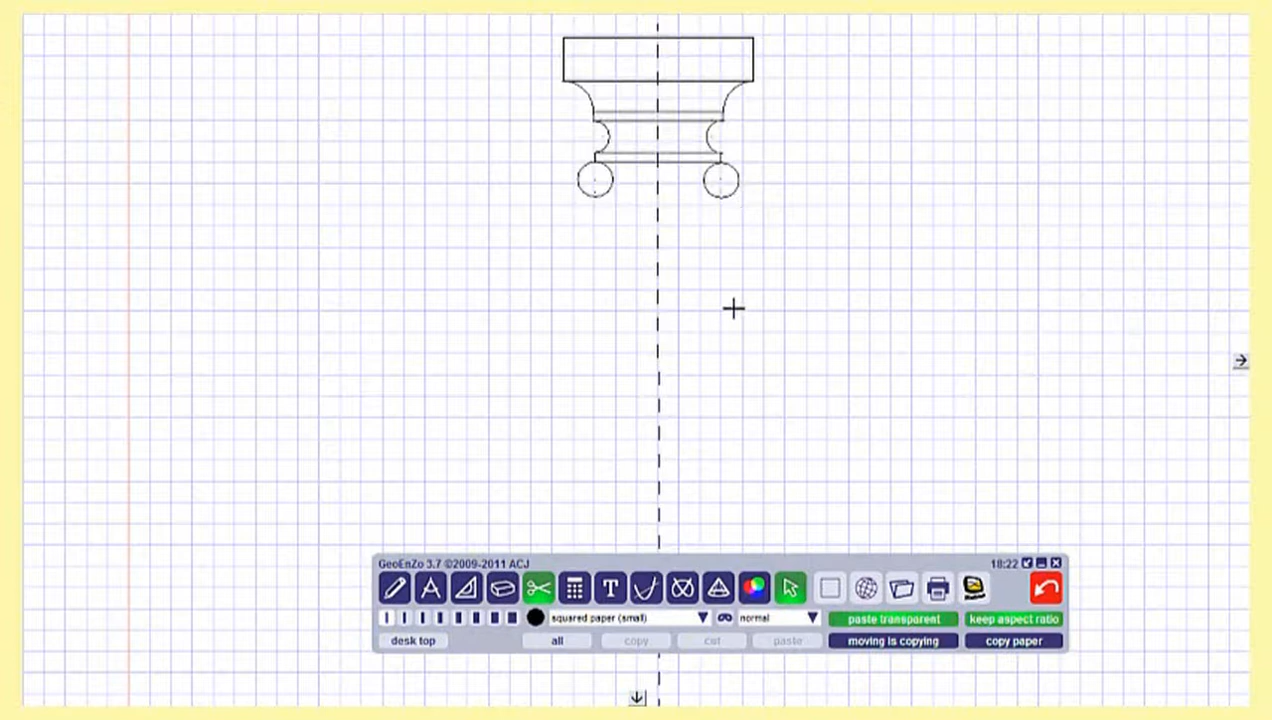 GeoEnZo 3.7 ©2009-2011 ACJ 18:22
T
squared paper (small) normal paste transparent keep aspect ratio
desk top all copy cut paste moving is copying copy paper